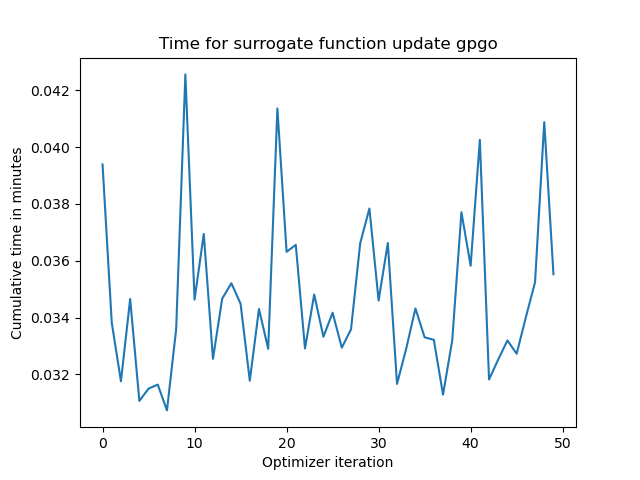 Time for surrogate function update gpgo
Cumulative time in minutes
0.042
0.040
0.038
0.036
0.034
0.032
0 10 20 30 40 50
Optimizer iteration